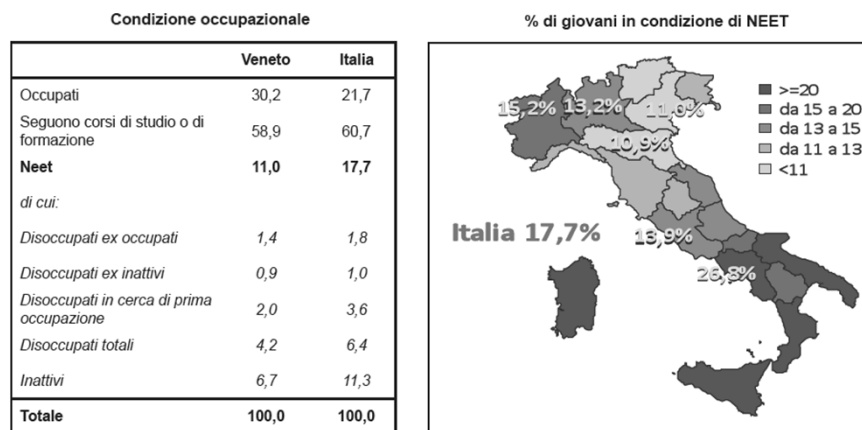 Condizione occupazionale
Veneto Italia
Occupati 30,2 21,7
Seguono corsi di studio o di
formazione 58,9 60,7
Neet 11,0 17,7
di cui:
Disoccupati ex occupati 1,4 1,8
Disoccupati ex inattivi 0,9 1,0
Disoccupati in cerca di prima
occupazione 2,0 3,6
Disoccupati totali 4,2 6,4
Inattivi 6,7 11,3
Totale 100,0 100,0
% di giovani in condizione di NEET
>=20
da 15 a 20
da 13 a 15
da 11 a 13
<11
15,2% 13,2% 11,0%
10,9%
Italia 17,7%
13,9%
26,8%